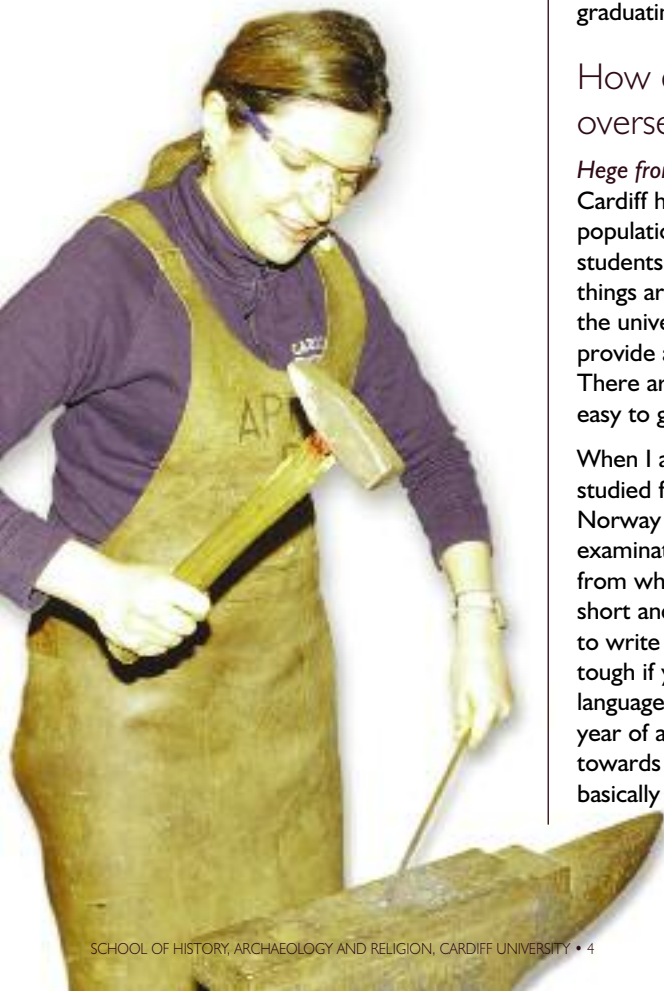 graduatin
How
overse
Hege from
Cardiff h
populatio
students
things ar
the unive
provide a
There ar
easy to g
When I a
studied f
Norway
examinat
from wh
short and
to write
tough if y
language
year of a
towards
basically
AP
SCHOOL OF HISTORY, ARCHAEOLOGY AND RELIGION, CARDIFF UNIVERSITY • 4